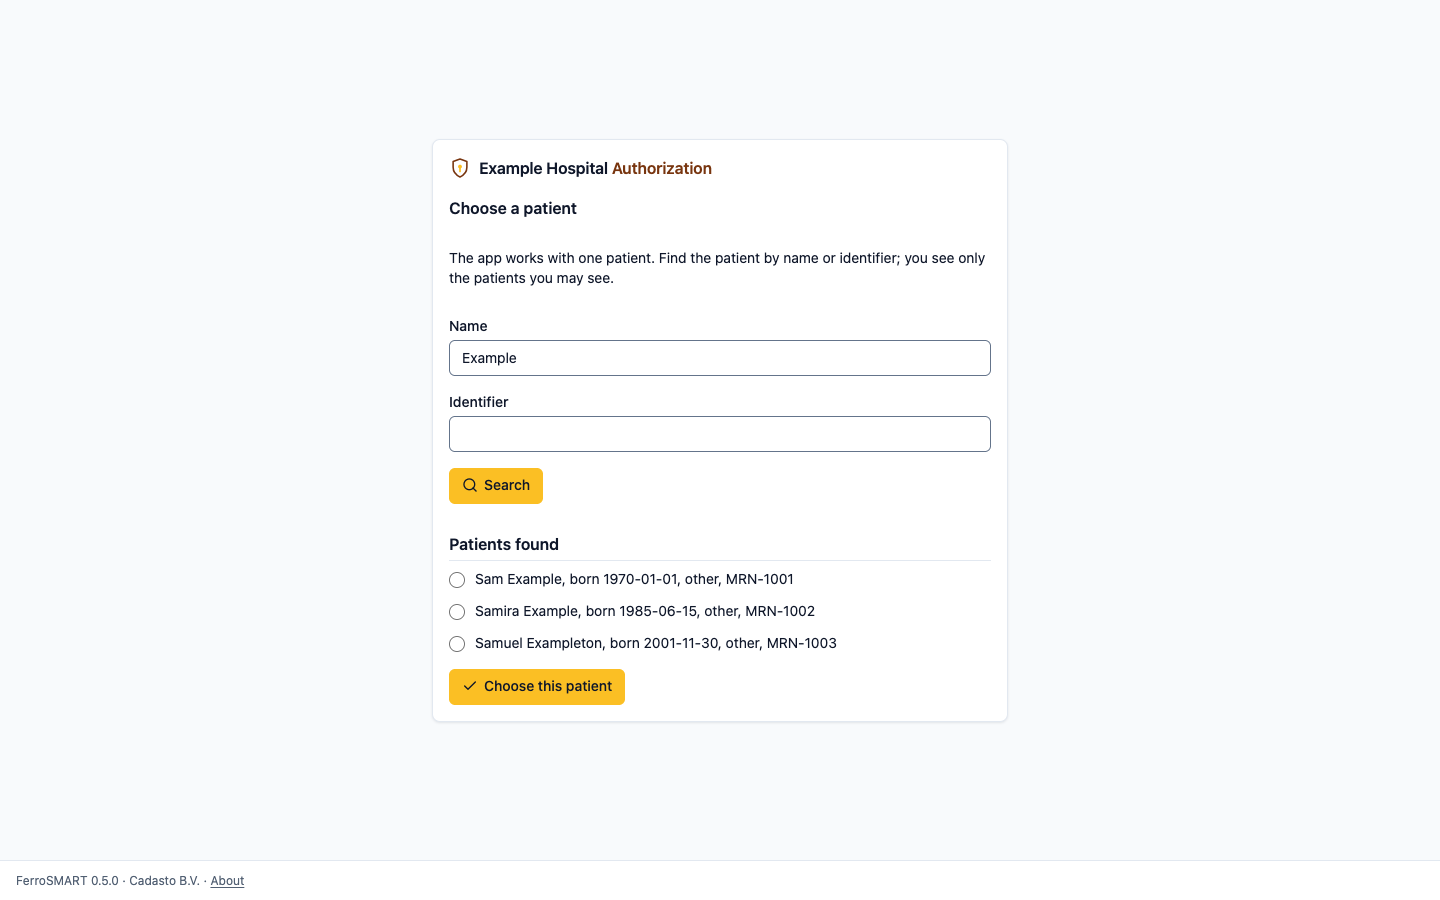 Example Hospital Authorization
Choose a patient
The app works with one patient. Find the patient by name or identifier; you see only
the patients you may see.
Name
Example
Identifier
Search
Patients found
Sam Example, born 1970-01-01, other, MRN-1001
Samira Example, born 1985-06-15, other, MRN-1002
Samuel Exampleton, born 2001-11-30, other, MRN-1003
Choose this patient
FerroSMART 0.5.0 · Cadasto B.V. · About